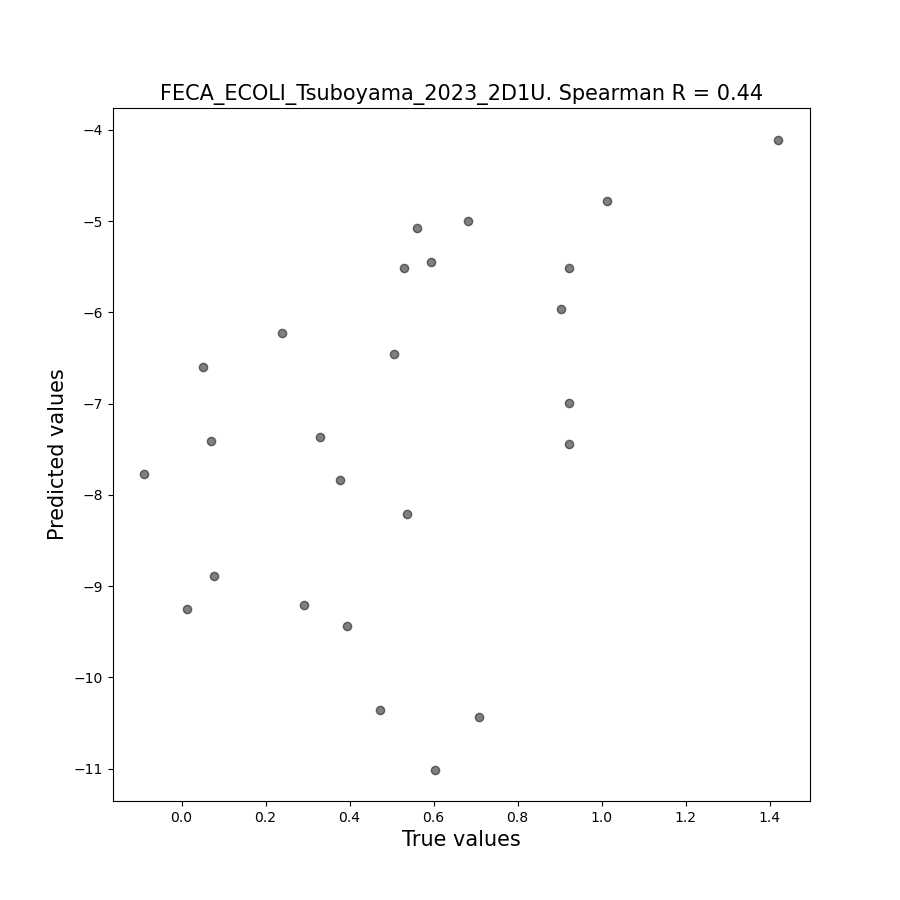 FECA_ECOLI_Tsuboyama_2023_2D1U. Spearman R = 0.44
−4
−5
−6
−7
−8
−9
−10
−11
Predicted values
0.0 0.2 0.4 0.6 0.8 1.0 1.2 1.4
True values